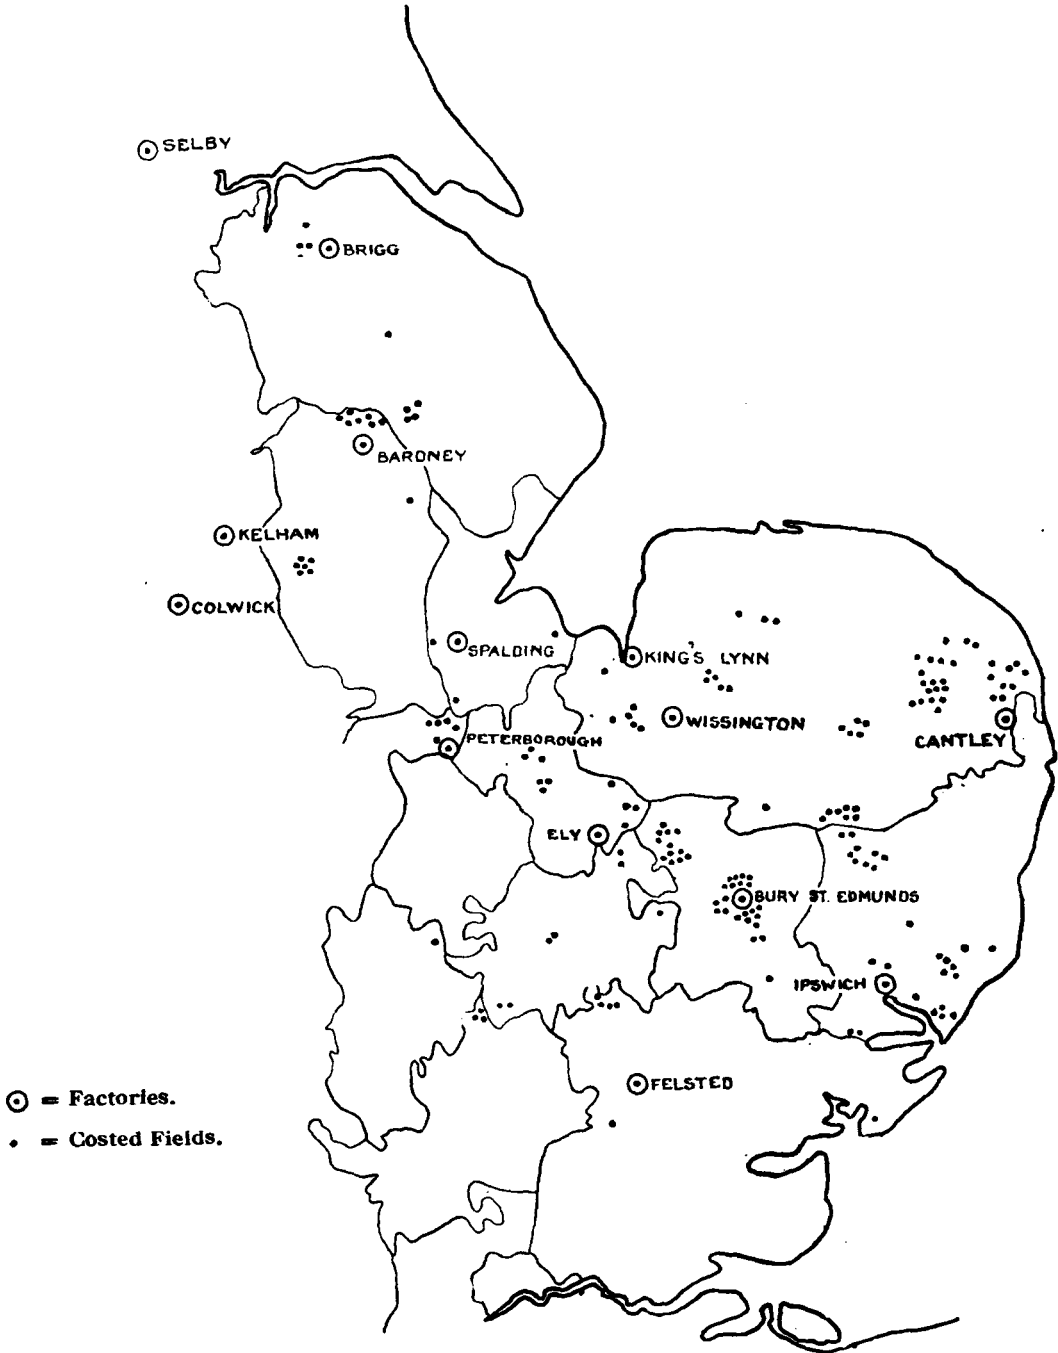 SELBY
BRIGG
BARDNEY
KELHAM
COLWICK
SPALDING
KING'S LYNN
WISSINGTON
CANTLEY
PETERBOROUGH
ELY
BURY ST. EDMUNDS
IPSWICH
FELSTED
= Factories.
= Costed Fields.